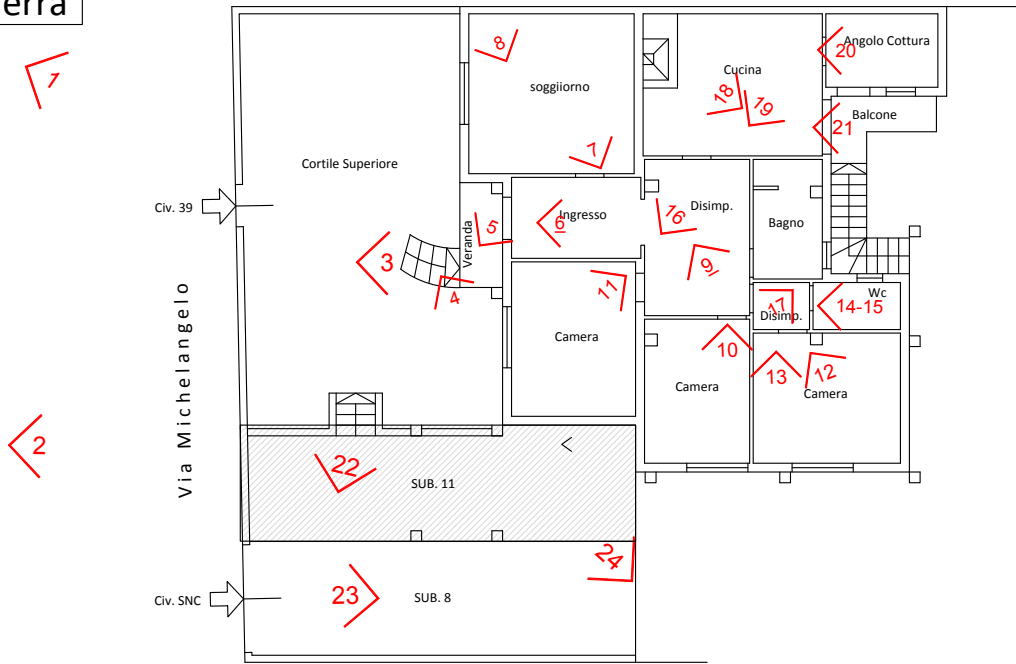 erra
1
8
soggiiorno
Cucina
20
Angolo Cottura
18
19
21
Balcone
Cortile Superiore
7
Civ. 39
5
6
Ingresso
16
Disimp.
Bagno
Veranda
3
4
9
11
17
Disimp.
Wc
14-15
Via Michelangelo
Camera
10
13
12
Camera
Camera
2
22
SUB. 11
24
Civ. SNC
23
SUB. 8